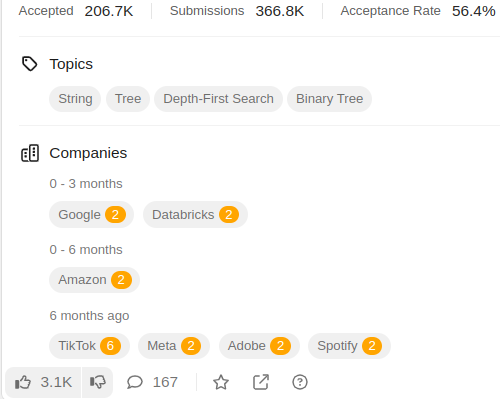 Accepted 206.7K Submissions 366.8K Acceptance Rate 56.4%
Topics
String Tree Depth-First Search Binary Tree
Companies
0 - 3 months
Google 2 Databricks 2
0 - 6 months
Amazon 2
6 months ago
TikTok 6 Meta 2 Adobe 2 Spotify 2
3.1K 167